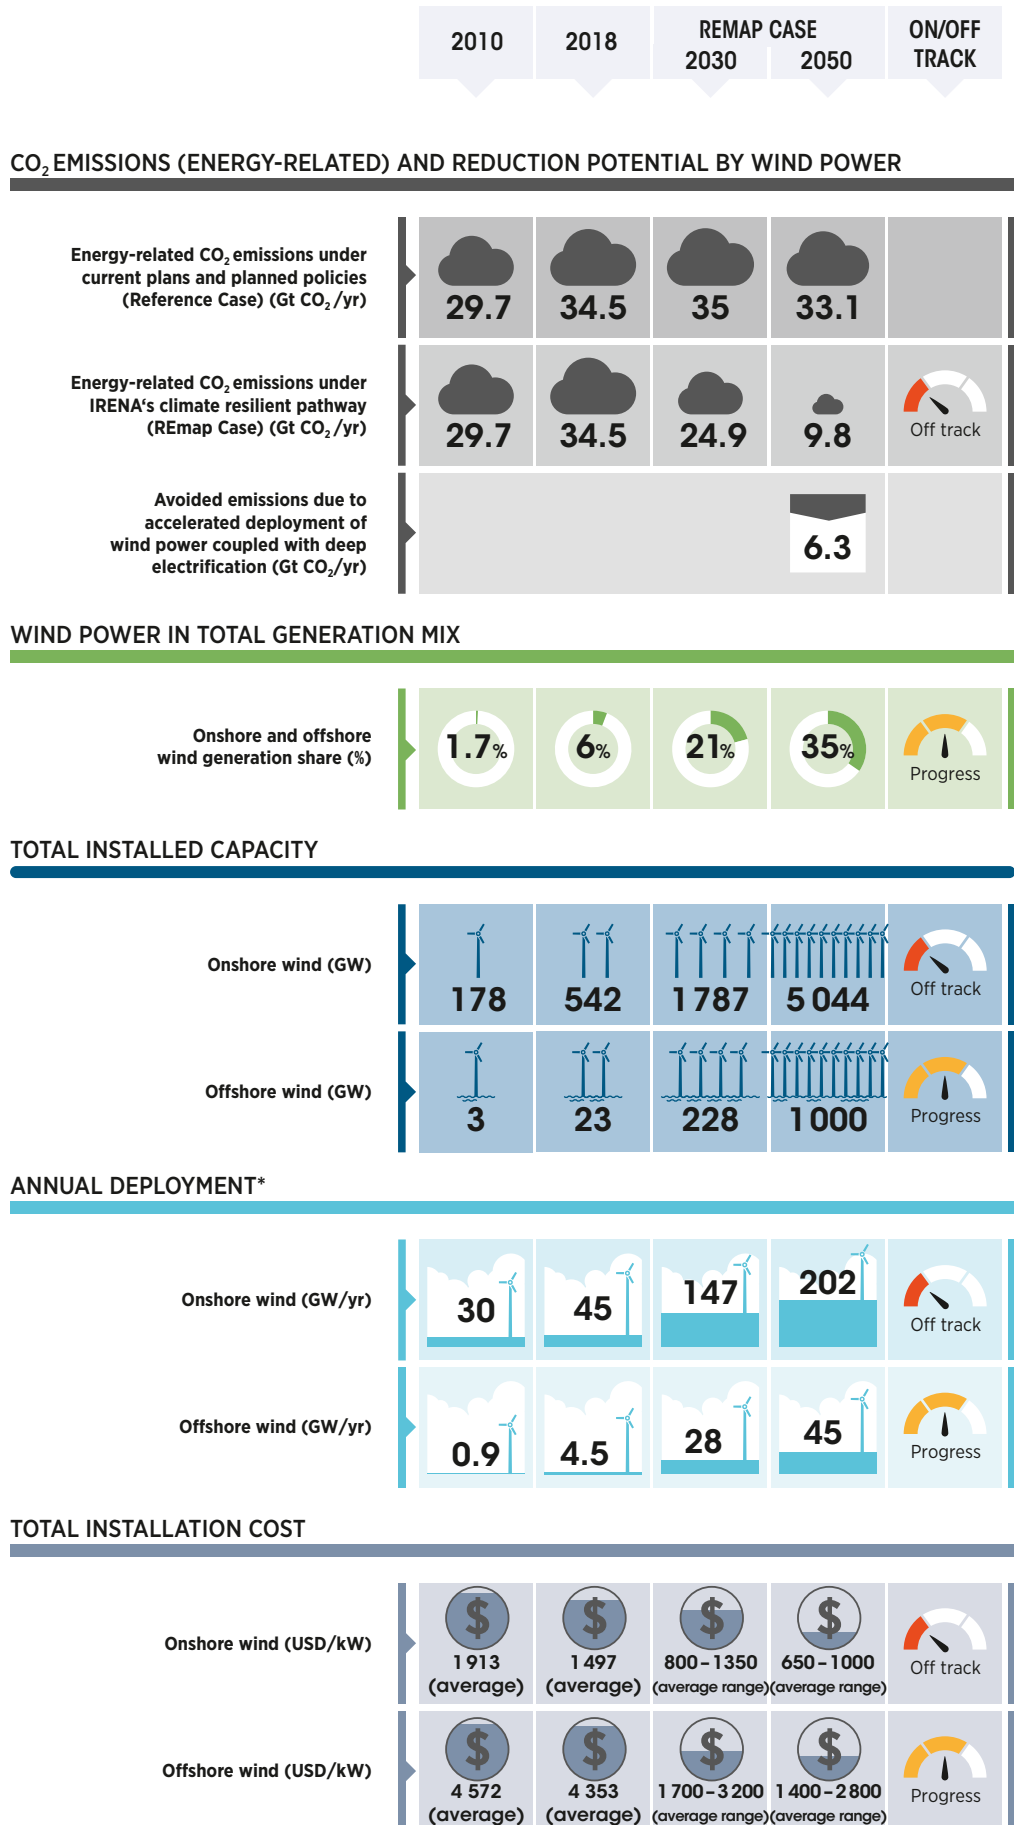 2010 2018 REMAP CASE ON/OFF TRACK
2030 2050
CO₂ EMISSIONS (ENERGY-RELATED) AND REDUCTION POTENTIAL BY WIND POWER
Energy-related CO₂ emissions under
current plans and planned policies
(Reference Case) (Gt CO₂/yr)
29.7 34.5 35 33.1
Energy-related CO₂ emissions under
IRENA‘s climate resilient pathway
(REmap Case) (Gt CO₂/yr)
29.7 34.5 24.9 9.8 Off track
Avoided emissions due to
accelerated deployment of
wind power coupled with deep
electrification (Gt CO₂/yr)
6.3
WIND POWER IN TOTAL GENERATION MIX
Onshore and offshore
wind generation share (%)
1.7% 6% 21% 35% Progress
TOTAL INSTALLED CAPACITY
Onshore wind (GW)
178 542 1 787 5 044 Off track
Offshore wind (GW)
3 23 228 1 000 Progress
ANNUAL DEPLOYMENT*
Onshore wind (GW/yr)
30 45 147 202 Off track
Offshore wind (GW/yr)
0.9 4.5 28 45 Progress
TOTAL INSTALLATION COST
Onshore wind (USD/kW)
$ $ $ $
1 913 1 497 800 – 1350 650 – 1000 Off track
(average) (average) (average range) (average range)
Offshore wind (USD/kW)
$ $ $ $
4 572 4 353 1 700 – 3 200 1 400 – 2 800 Progress
(average) (average) (average range) (average range)